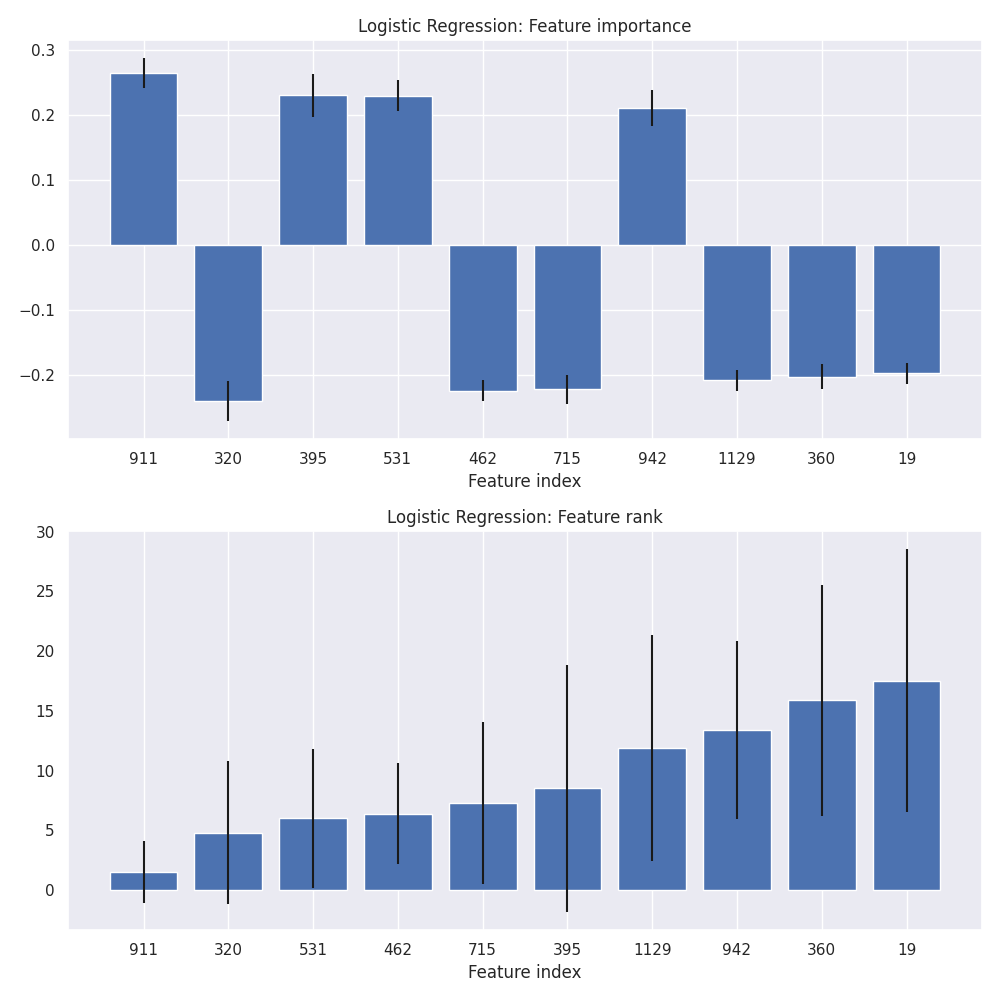 Logistic Regression: Feature importance
0.3
0.2
0.1
0.0
−0.1
−0.2
911 320 395 531 462 715 942 1129 360 19
Feature index
Logistic Regression: Feature rank
30
25
20
15
10
5
0
911 320 531 462 715 395 1129 942 360 19
Feature index